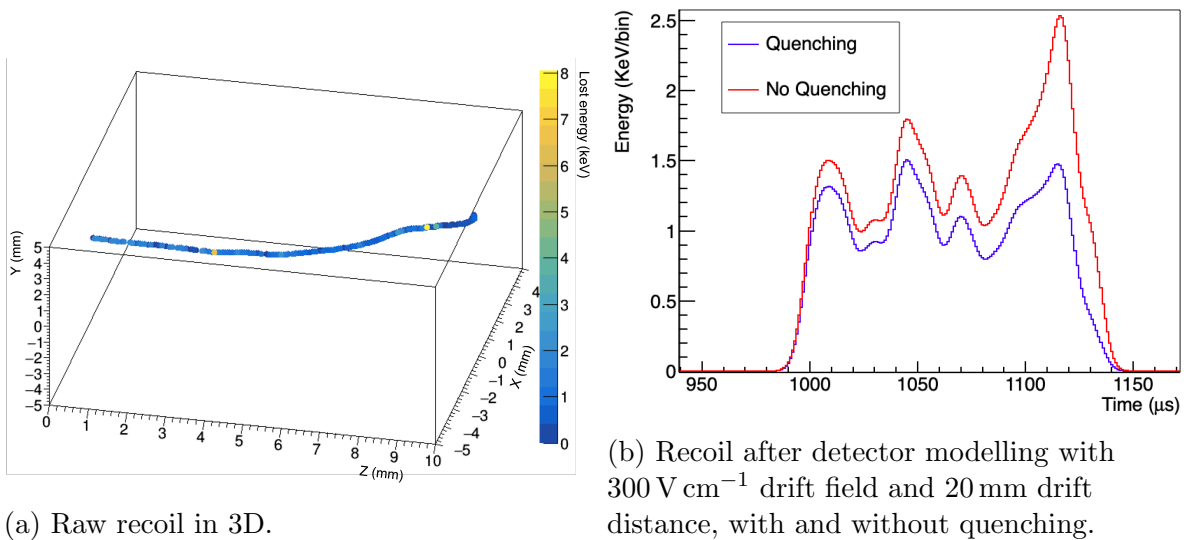 Lost energy (keV)
8
7
6
5
4
3
2
1
0
Y (mm)
5
4
3
2
1
0
−1
−2
−3
−4
−5
0 1 2 3 4 5 6 7 8 9 10
Z (mm)
4
3
2
1
0
−1
−2
−3
−4
−5
X (mm)
(a) Raw recoil in 3D.
Energy (KeV/bin)
2.5
2
1.5
1
0.5
0
Quenching
No Quenching
950 1000 1050 1100 1150
Time (μs)
(b) Recoil after detector modelling with
300 V cm−1 drift field and 20 mm drift
distance, with and without quenching.